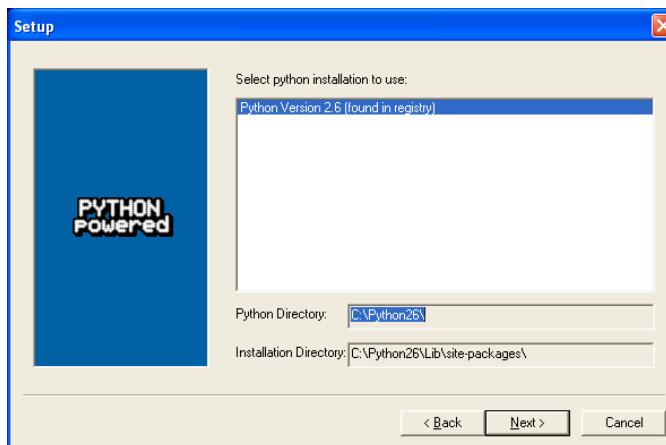 Setup
Select python installation to use:
Python Version 2.6 (found in registry)
PYTHON
powered
Python Directory: C:\Python26\
Installation Directory: C:\Python26\Lib\site-packages\
< Back Next > Cancel